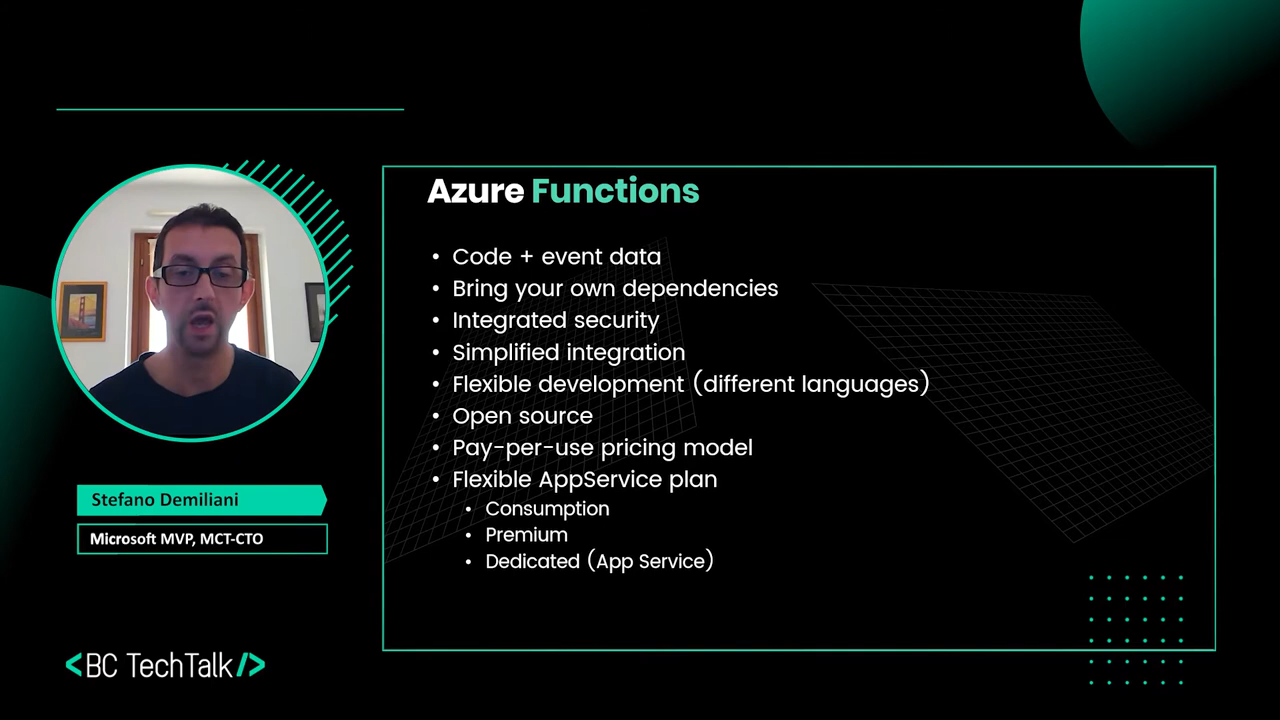 Azure Functions
• Code + event data
• Bring your own dependencies
• Integrated security
• Simplified integration
• Flexible development (different languages)
• Open source
• Pay-per-use pricing model
• Flexible AppService plan
• Consumption
• Premium
• Dedicated (App Service)
Stefano Demiliani
Microsoft MVP, MCT-CTO
<BC TechTalk/>